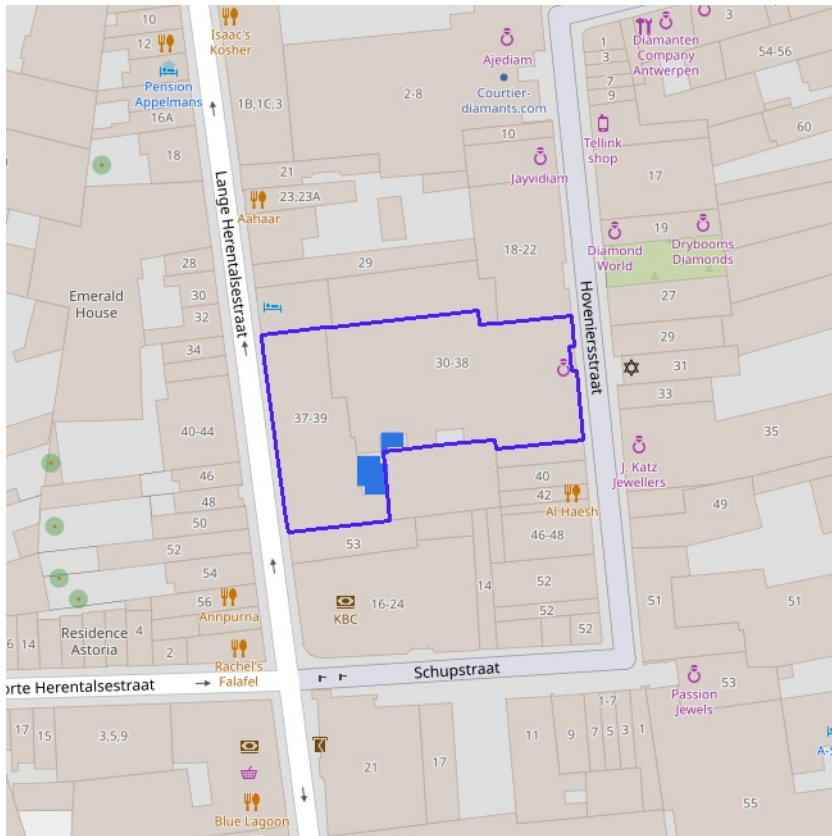 10
Isaac's
Kosher
12
Pension
Appelmans
16A
18
1B,1C,3
2-8
Ajediam
Courtier-
diamants.com
1
3
7
9
Diamanten
Company
Antwerpen
3
54-56
60
10
Jayvidiam
Tellink
shop
17
21
23,23A
Aahaar
Lange Herentalsestraat
18-22
19
Diamond
World
Drybooms
Diamonds
28
29
27
Emerald
House
30
32
Hoveniersstraat
29
34
30-38
31
33
37-39
40-44
35
J. Katz
Jewellers
46
40
42
Al Haesh
48
49
50
46-48
52
53
54
52
14
16-24
KBC
56
Annpurna
51
51
52
52
6
14
Residence
Astoria
4
2
Rachel's
Falafel
Schupstraat
orte Herentalsestraat
53
Passion
Jewels
1-7
17
15
3,5,9
11
9
7
5
3
1
21
17
A-S
55
Blue Lagoon